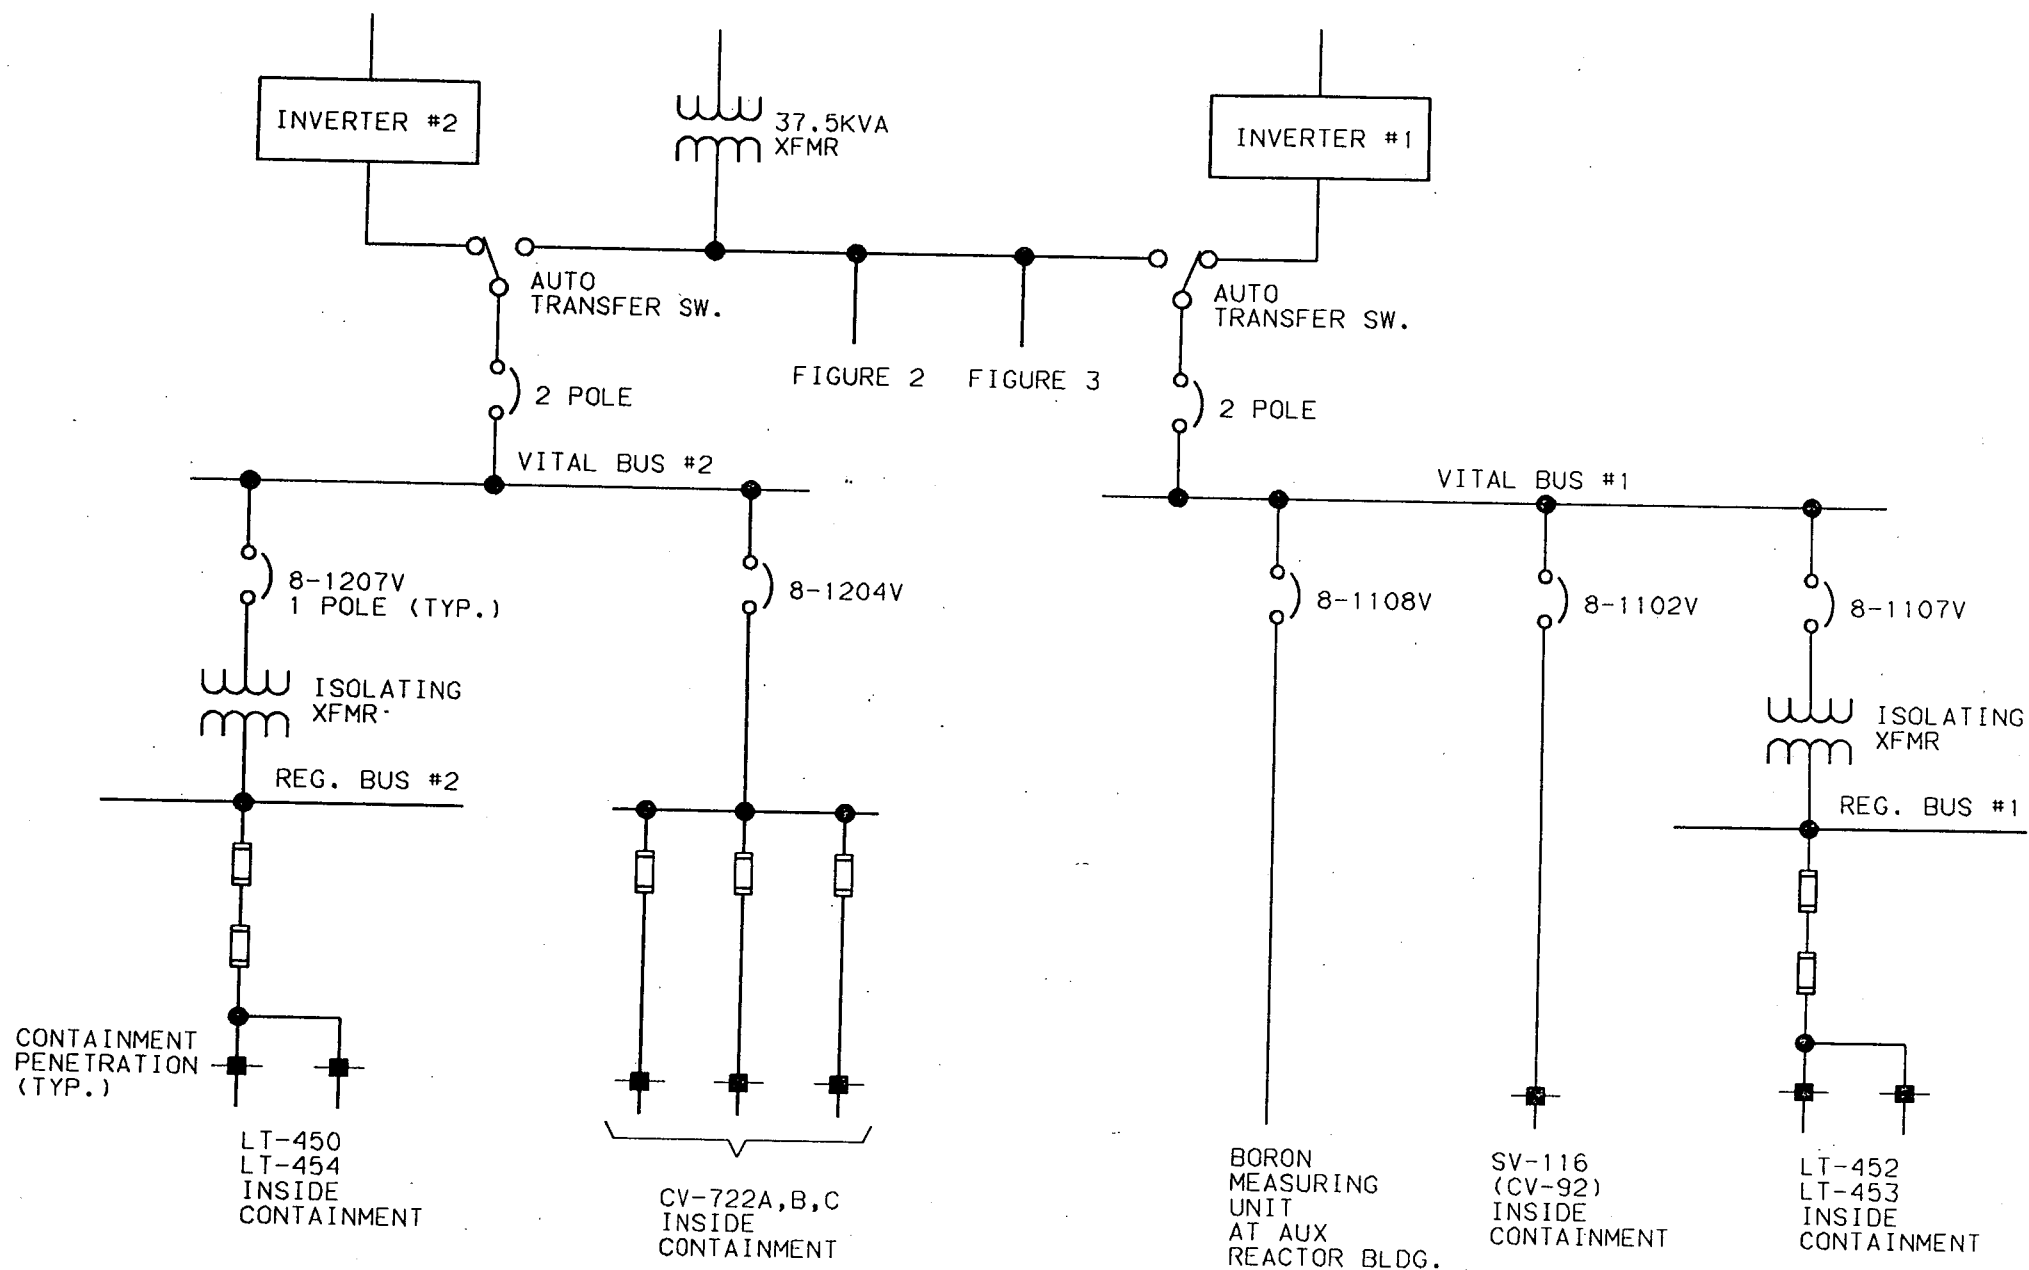 INVERTER #2
37.5KVA
XFMR
INVERTER #1
AUTO
TRANSFER SW.
AUTO
TRANSFER SW.
FIGURE 2
FIGURE 3
2 POLE
2 POLE
VITAL BUS #2
VITAL BUS #1
8-1207V
1 POLE (TYP.)
8-1204V
8-1108V
8-1102V
8-1107V
ISOLATING
XFMR
ISOLATING
XFMR
REG. BUS #2
REG. BUS #1
CONTAINMENT
PENETRATION
(TYP.)
LT-450
LT-454
INSIDE
CONTAINMENT
CV-722A,B,C
INSIDE
CONTAINMENT
BORON
MEASURING
UNIT
AT AUX
REACTOR BLDG.
SV-116
(CV-92)
INSIDE
CONTAINMENT
LT-452
LT-453
INSIDE
CONTAINMENT